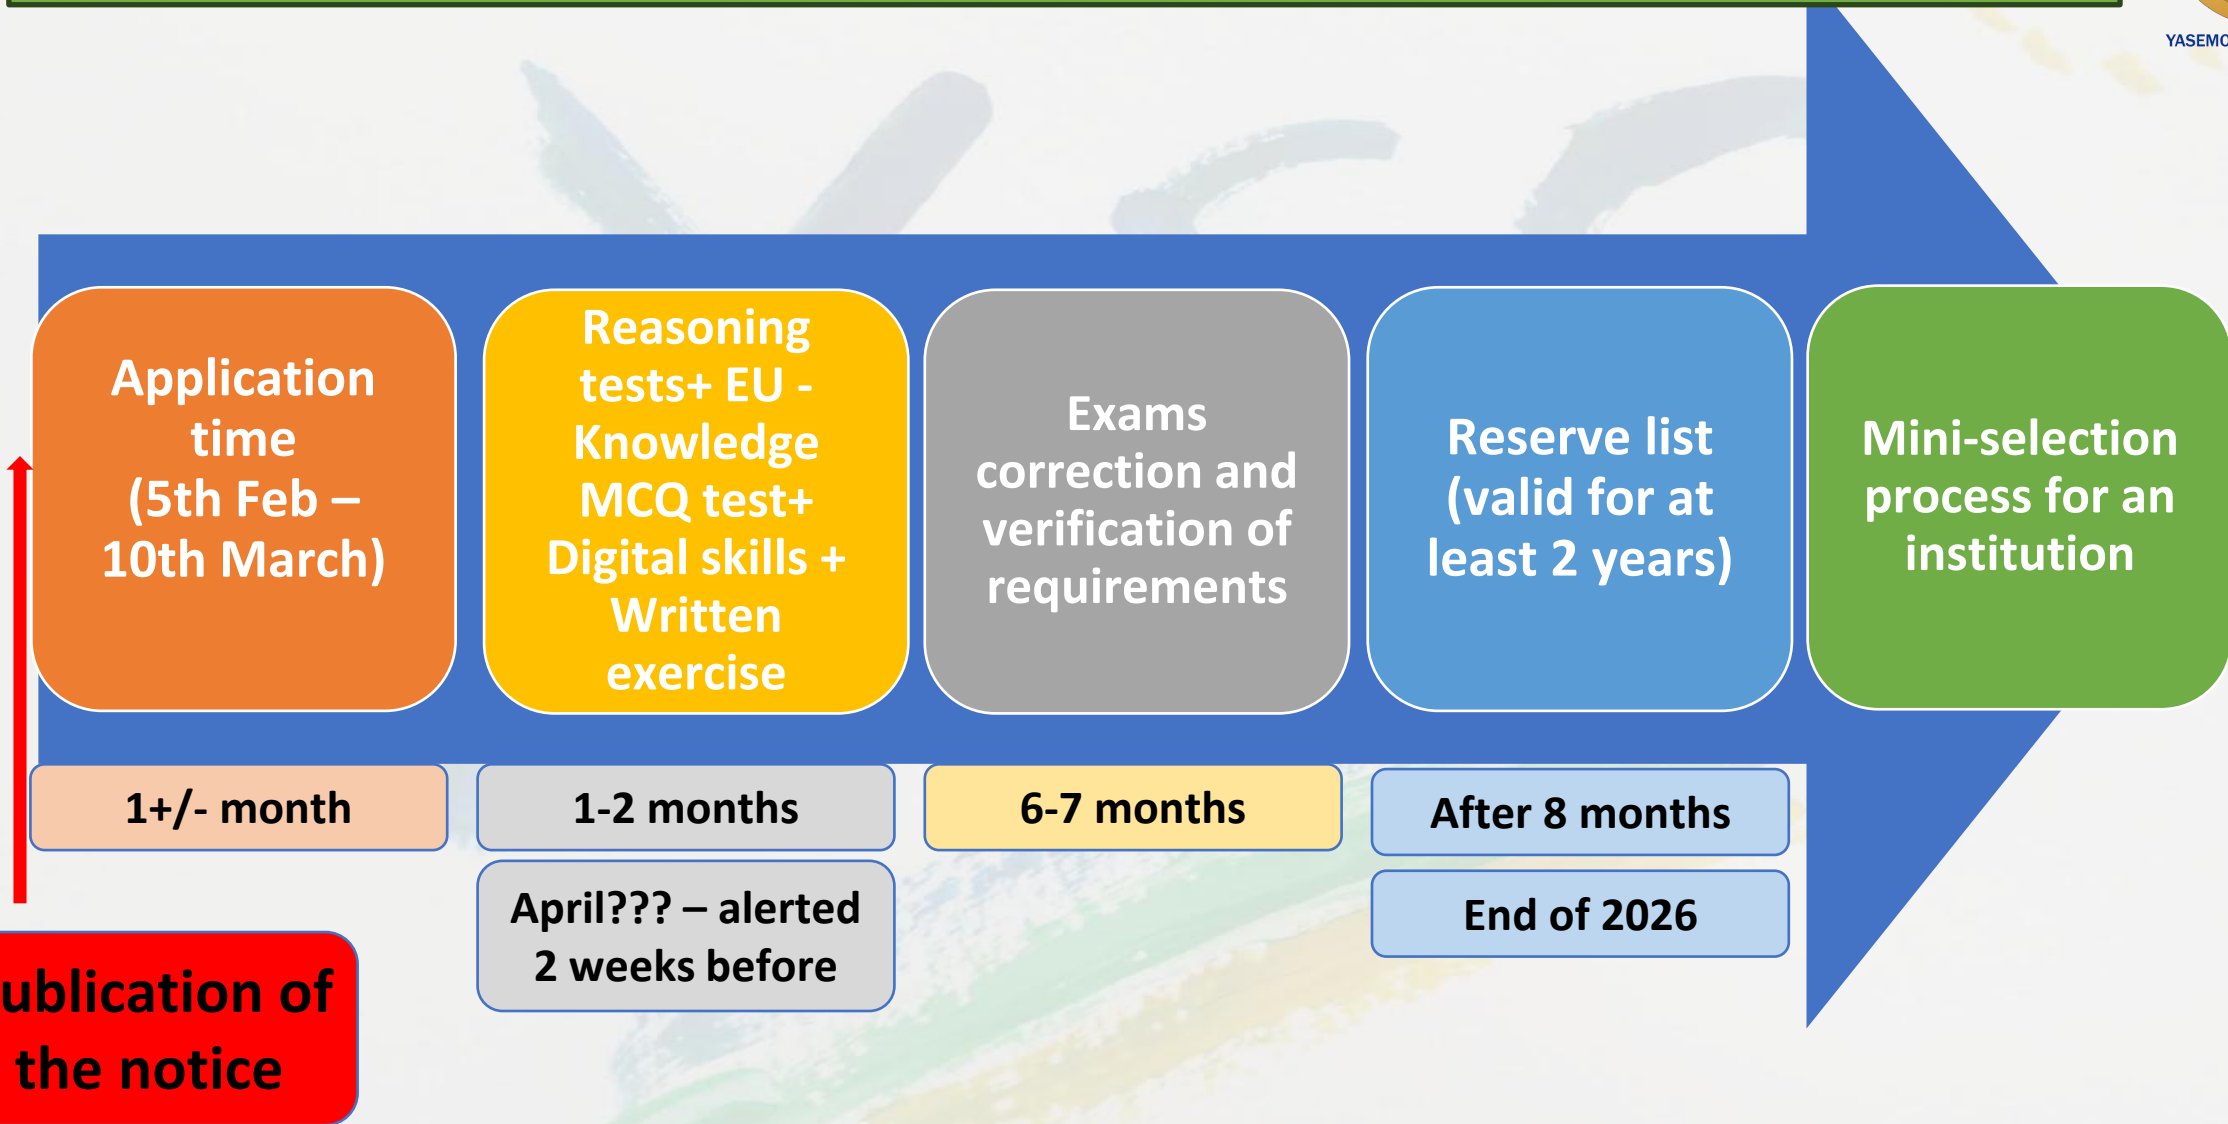 YASEMO
Application
time
(5th Feb –
10th March)
Reasoning
tests+ EU -
Knowledge
MCQ test+
Digital skills +
Written
exercise
Exams
correction and
verification of
requirements
Reserve list
(valid for at
least 2 years)
Mini-selection
process for an
institution
1+/- month
1-2 months
6-7 months
After 8 months
April??? – alerted
2 weeks before
End of 2026
ublication of
the notice